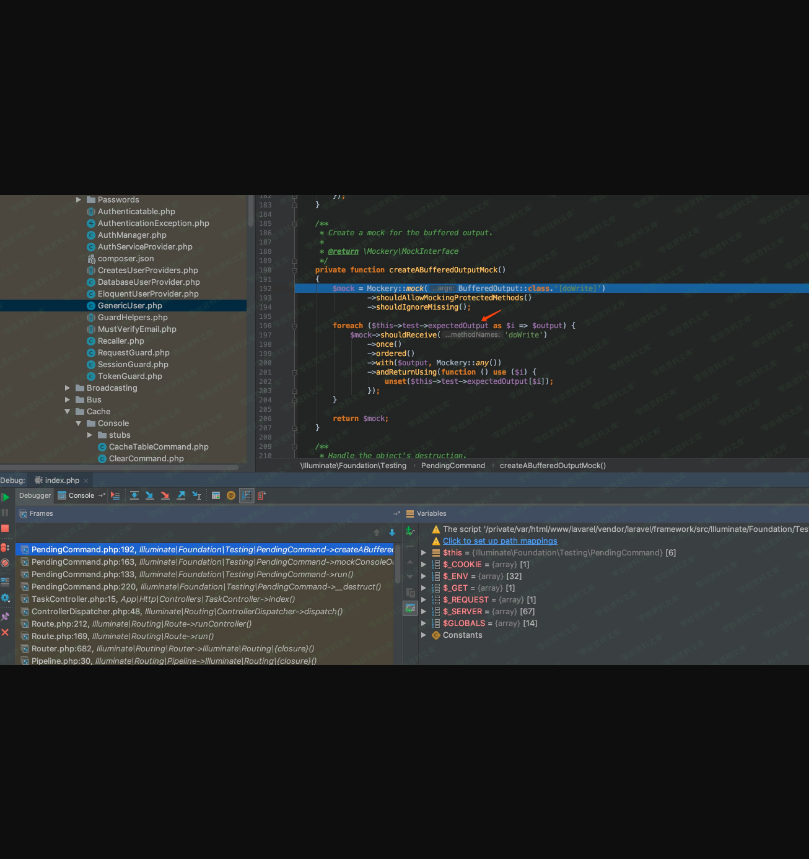 Passwords
Authenticatable.php
AuthenticationException.php
AuthManager.php
AuthServiceProvider.php
composer.json
CreatesUserProviders.php
DatabaseUserProvider.php
EloquentUserProvider.php
GenericUser.php
GuardHelpers.php
MustVerifyEmail.php
Recaller.php
RequestGuard.php
SessionGuard.php
TokenGuard.php
Broadcasting
Bus
Cache
Console
stubs
CacheTableCommand.php
ClearCommand.php
182 });
183 }
184
185 /**
186 * Create a mock for the buffered output.
187 *
188 * @return \Mockery\MockInterface
189 */
190 private function createABufferedOutputMock()
191 {
192 $mock = Mockery::mock( ...args: BufferedOutput::class.'[doWrite]')
193 ->shouldAllowMockingProtectedMethods()
194 ->shouldIgnoreMissing();
195
196 foreach ($this->test->expectedOutput as $i => $output) {
197 $mock->shouldReceive( ...methodNames: 'doWrite')
198 ->once()
199 ->ordered()
200 ->with($output, Mockery::any())
201 ->andReturnUsing(function () use ($i) {
202 unset($this->test->expectedOutput[$i]);
203 });
204 }
205
206 return $mock;
207 }
208
209 /**
210 * Handle the object's destruction.
\Illuminate\Foundation\Testing › PendingCommand › createABufferedOutputMock()
Debug: index.php ×
Debugger Console
Frames
PendingCommand.php:192, Illuminate\Foundation\Testing\PendingCommand->createABuffere
PendingCommand.php:163, Illuminate\Foundation\Testing\PendingCommand->mockConsoleO
PendingCommand.php:133, Illuminate\Foundation\Testing\PendingCommand->run()
PendingCommand.php:220, Illuminate\Foundation\Testing\PendingCommand->__destruct()
TaskController.php:15, App\Http\Controllers\TaskController->index()
ControllerDispatcher.php:48, Illuminate\Routing\ControllerDispatcher->dispatch()
Route.php:212, Illuminate\Routing\Route->runController()
Route.php:169, Illuminate\Routing\Route->run()
Router.php:682, Illuminate\Routing\Router->Illuminate\Routing\{closure}()
Pipeline.php:30, Illuminate\Routing\Pipeline->Illuminate\Routing\{closure}()
Variables
The script '/private/var/html/www/lavarel/vendor/laravel/framework/src/Illuminate/Foundation/Tes
Click to set up path mappings
$this = {Illuminate\Foundation\Testing\PendingCommand} [6]
$_COOKIE = {array} [1]
$_ENV = {array} [32]
$_GET = {array} [1]
$_REQUEST = {array} [1]
$_SERVER = {array} [67]
$GLOBALS = {array} [14]
Constants